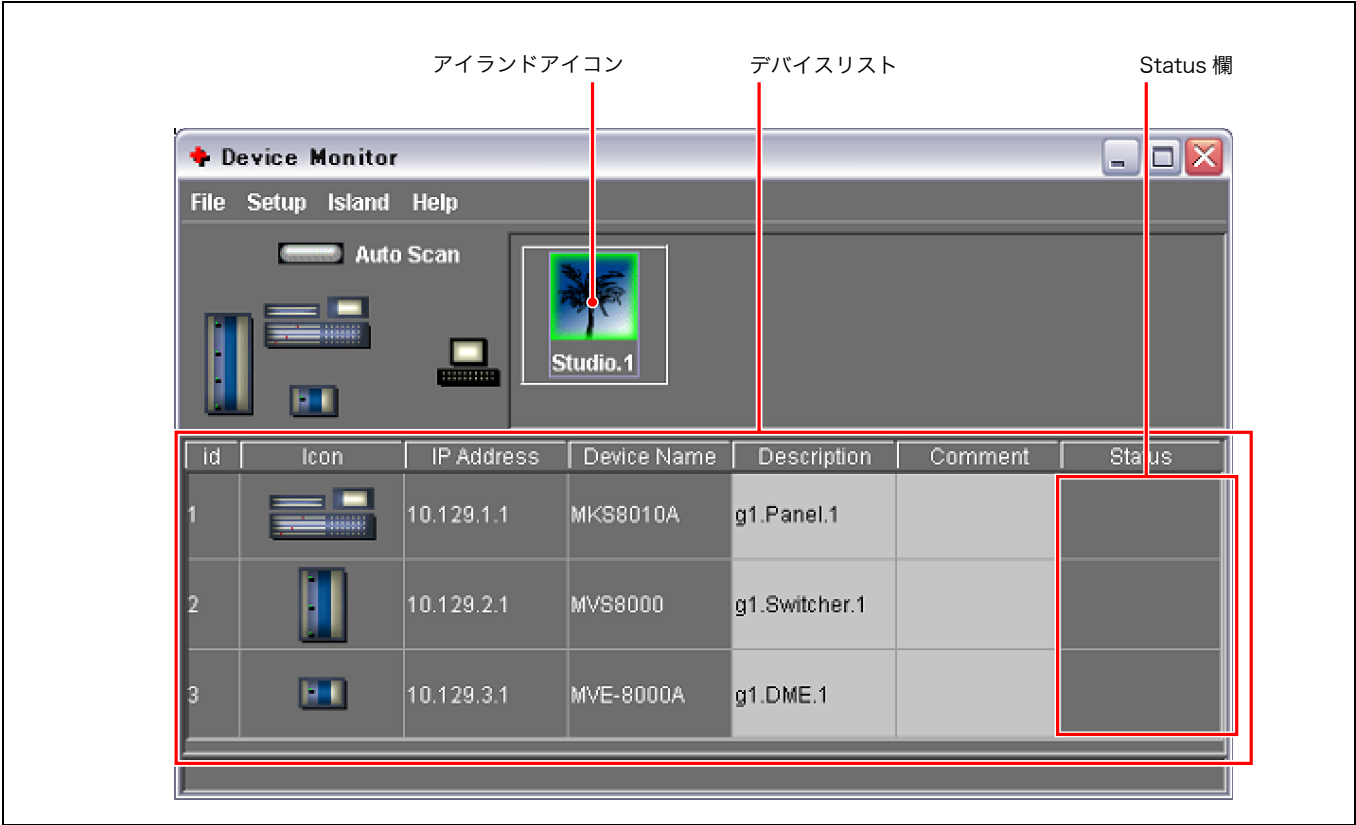 アイランドアイコン デバイスリスト Status 欄
Device Monitor
File Setup Island Help
Auto Scan
Studio.1
id Icon IP Address Device Name Description Comment Status
1 10.129.1.1 MKS8010A g1.Panel.1
2 10.129.2.1 MVS8000 g1.Switcher.1
3 10.129.3.1 MVE-8000A g1.DME.1